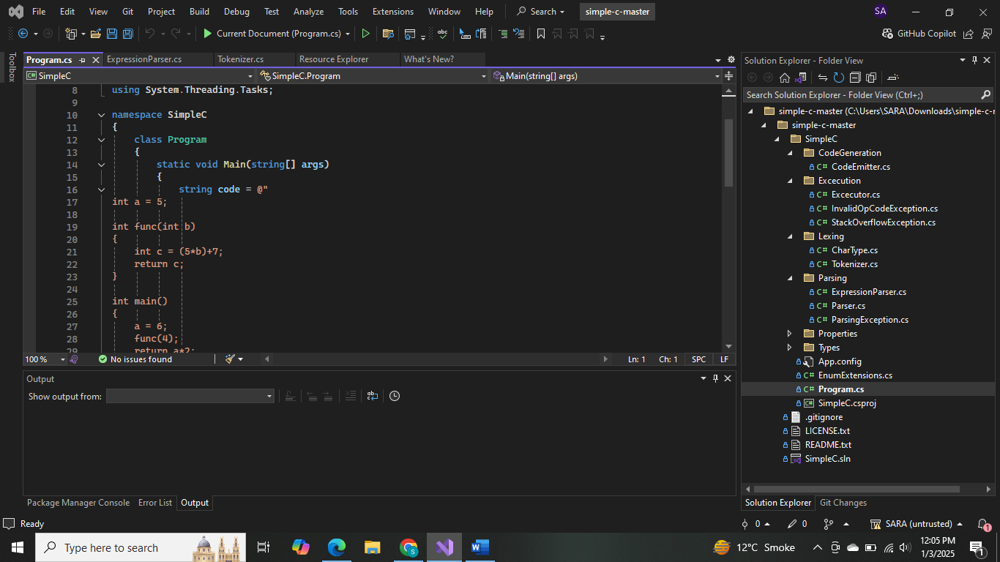 File Edit View Git Project Build Debug Test Analyze Tools Extensions Window Help Search simple-c-master SA
Current Document (Program.cs) GitHub Copilot
Toolbox
Program.cs ExpressionParser.cs Tokenizer.cs Resource Explorer What's New?
SimpleC SimpleC.Program Main(string[] args)
8 using System.Threading.Tasks;
9
10 namespace SimpleC
11 {
12 class Program
13 {
14 static void Main(string[] args)
15 {
16 string code = @"
17 int a = 5;
18
19 int func(int b)
20 {
21 int c = (5*b)+7;
22 return c;
23 }
24
25 int main()
26 {
27 a = 6;
28 func(4);
29 return a*2;
100 % No issues found Ln: 1 Ch: 1 SPC LF
Output
Show output from:
Package Manager Console Error List Output
Solution Explorer - Folder View
Search Solution Explorer - Folder View (Ctrl+;)
simple-c-master (C:\Users\SARA\Downloads\simple-c-r
simple-c-master
SimpleC
CodeGeneration
C# CodeEmitter.cs
Excecution
C# Excecutor.cs
C# InvalidOpCodeException.cs
C# StackOverflowException.cs
Lexing
C# CharType.cs
C# Tokenizer.cs
Parsing
C# ExpressionParser.cs
C# Parser.cs
C# ParsingException.cs
Properties
Types
App.config
C# EnumExtensions.cs
C# Program.cs
C# SimpleC.csproj
.gitignore
LICENSE.txt
README.txt
SimpleC.sln
Solution Explorer Git Changes
Ready 0 0 SARA (untrusted) 1
Type here to search 12°C Smoke 12:05 PM
1/3/2025 1